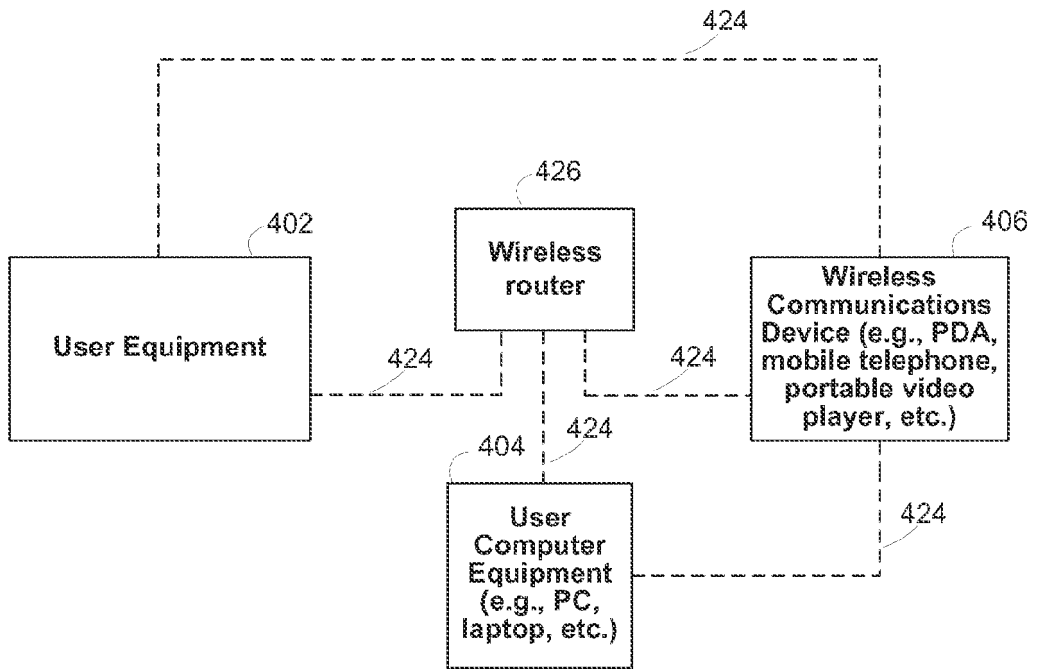 424
426
402
406
Wireless
router
User Equipment
Wireless
Communications
Device (e.g., PDA,
mobile telephone,
portable video
player, etc.)
424
424
424
404
User
Computer
Equipment
(e.g., PC,
laptop, etc.)
424